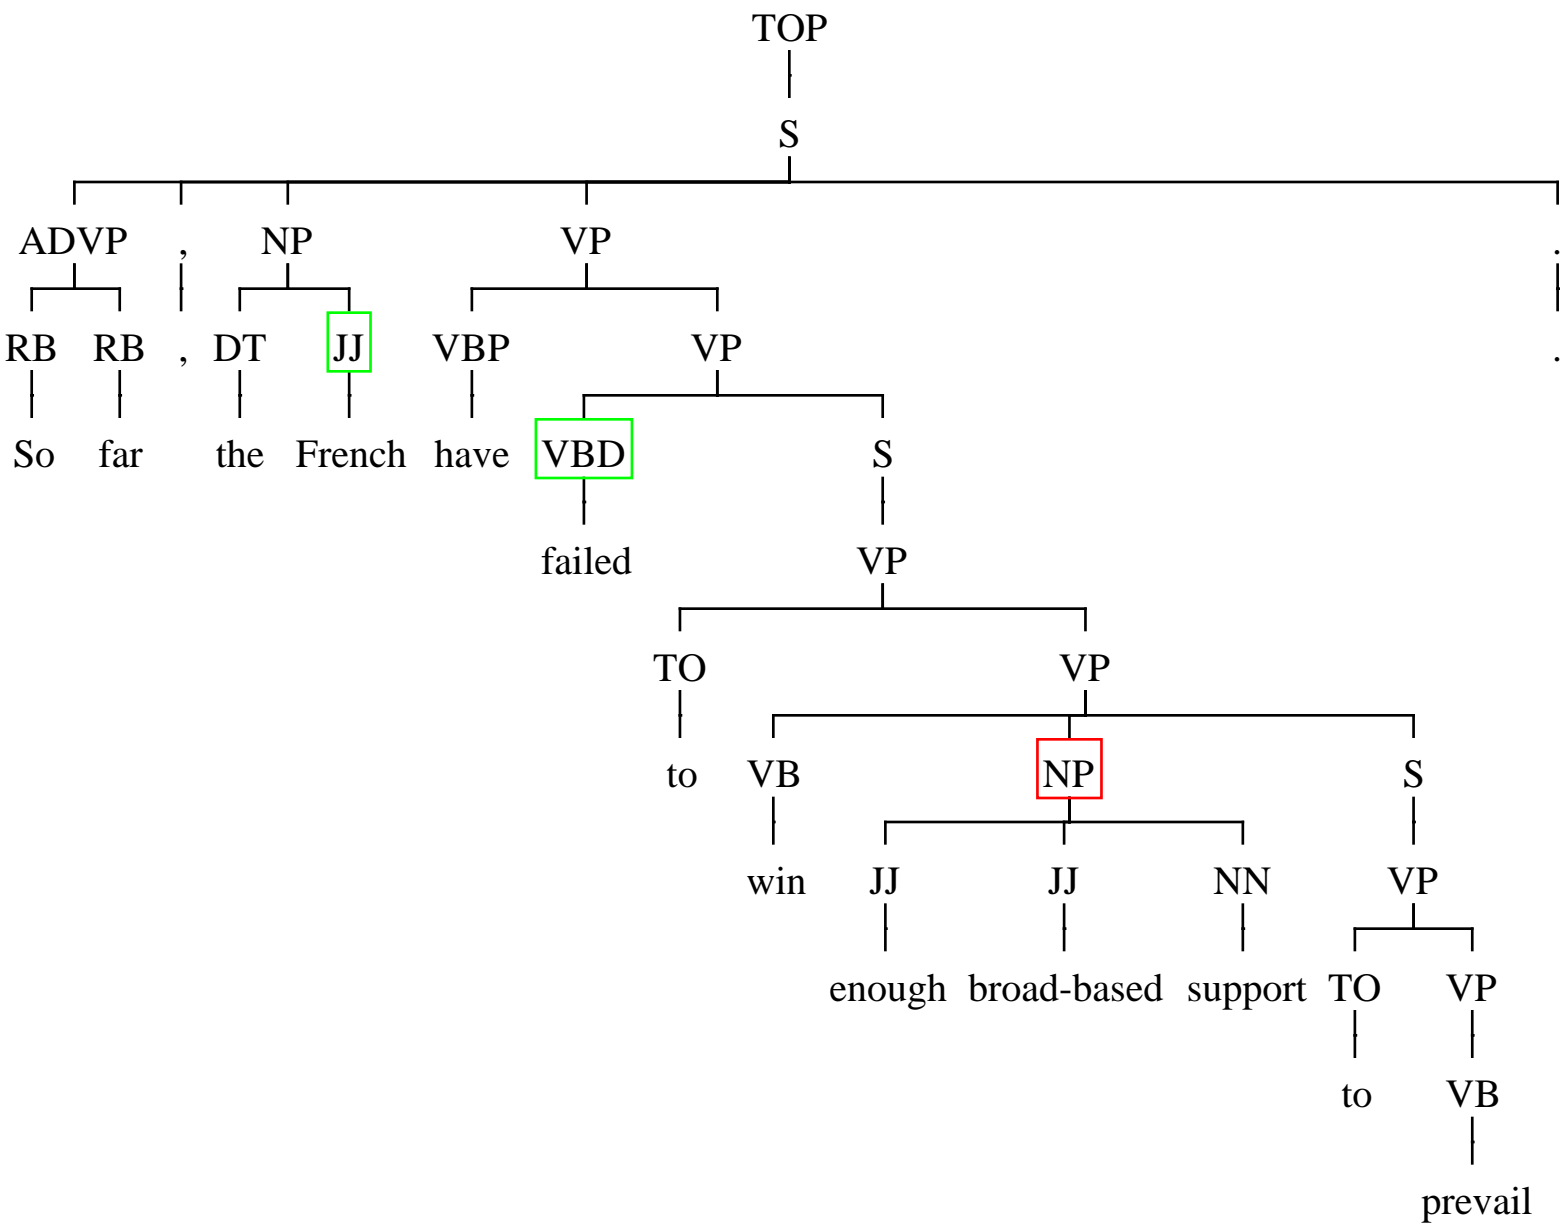 TOP
S
ADVP , NP VP .
RB RB , DT JJ VBP VP .
So far the French have VBD S
failed VP
TO VP
to VB NP S
win JJ JJ NN VP
enough broad-based support TO VP
to VB
prevail